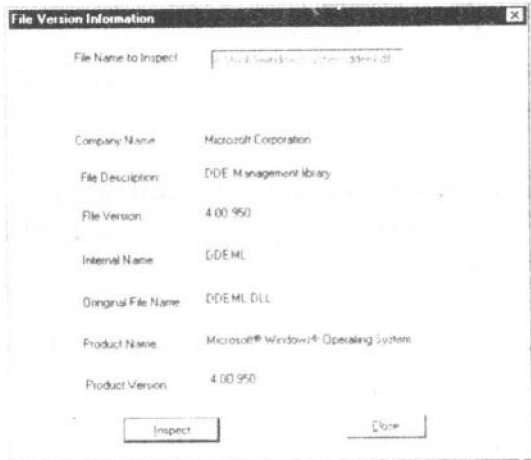 File Version Information
File Name to Inspect
Company Name Microsoft Corporation
File Description: DDE Management library
File Version 4.00.950
Internal Name DDEML
Oringinal File Name DDEML.DLL
Product Name Microsoft® Windows® Operating System
Product Version 4.00.950
Inspect Close